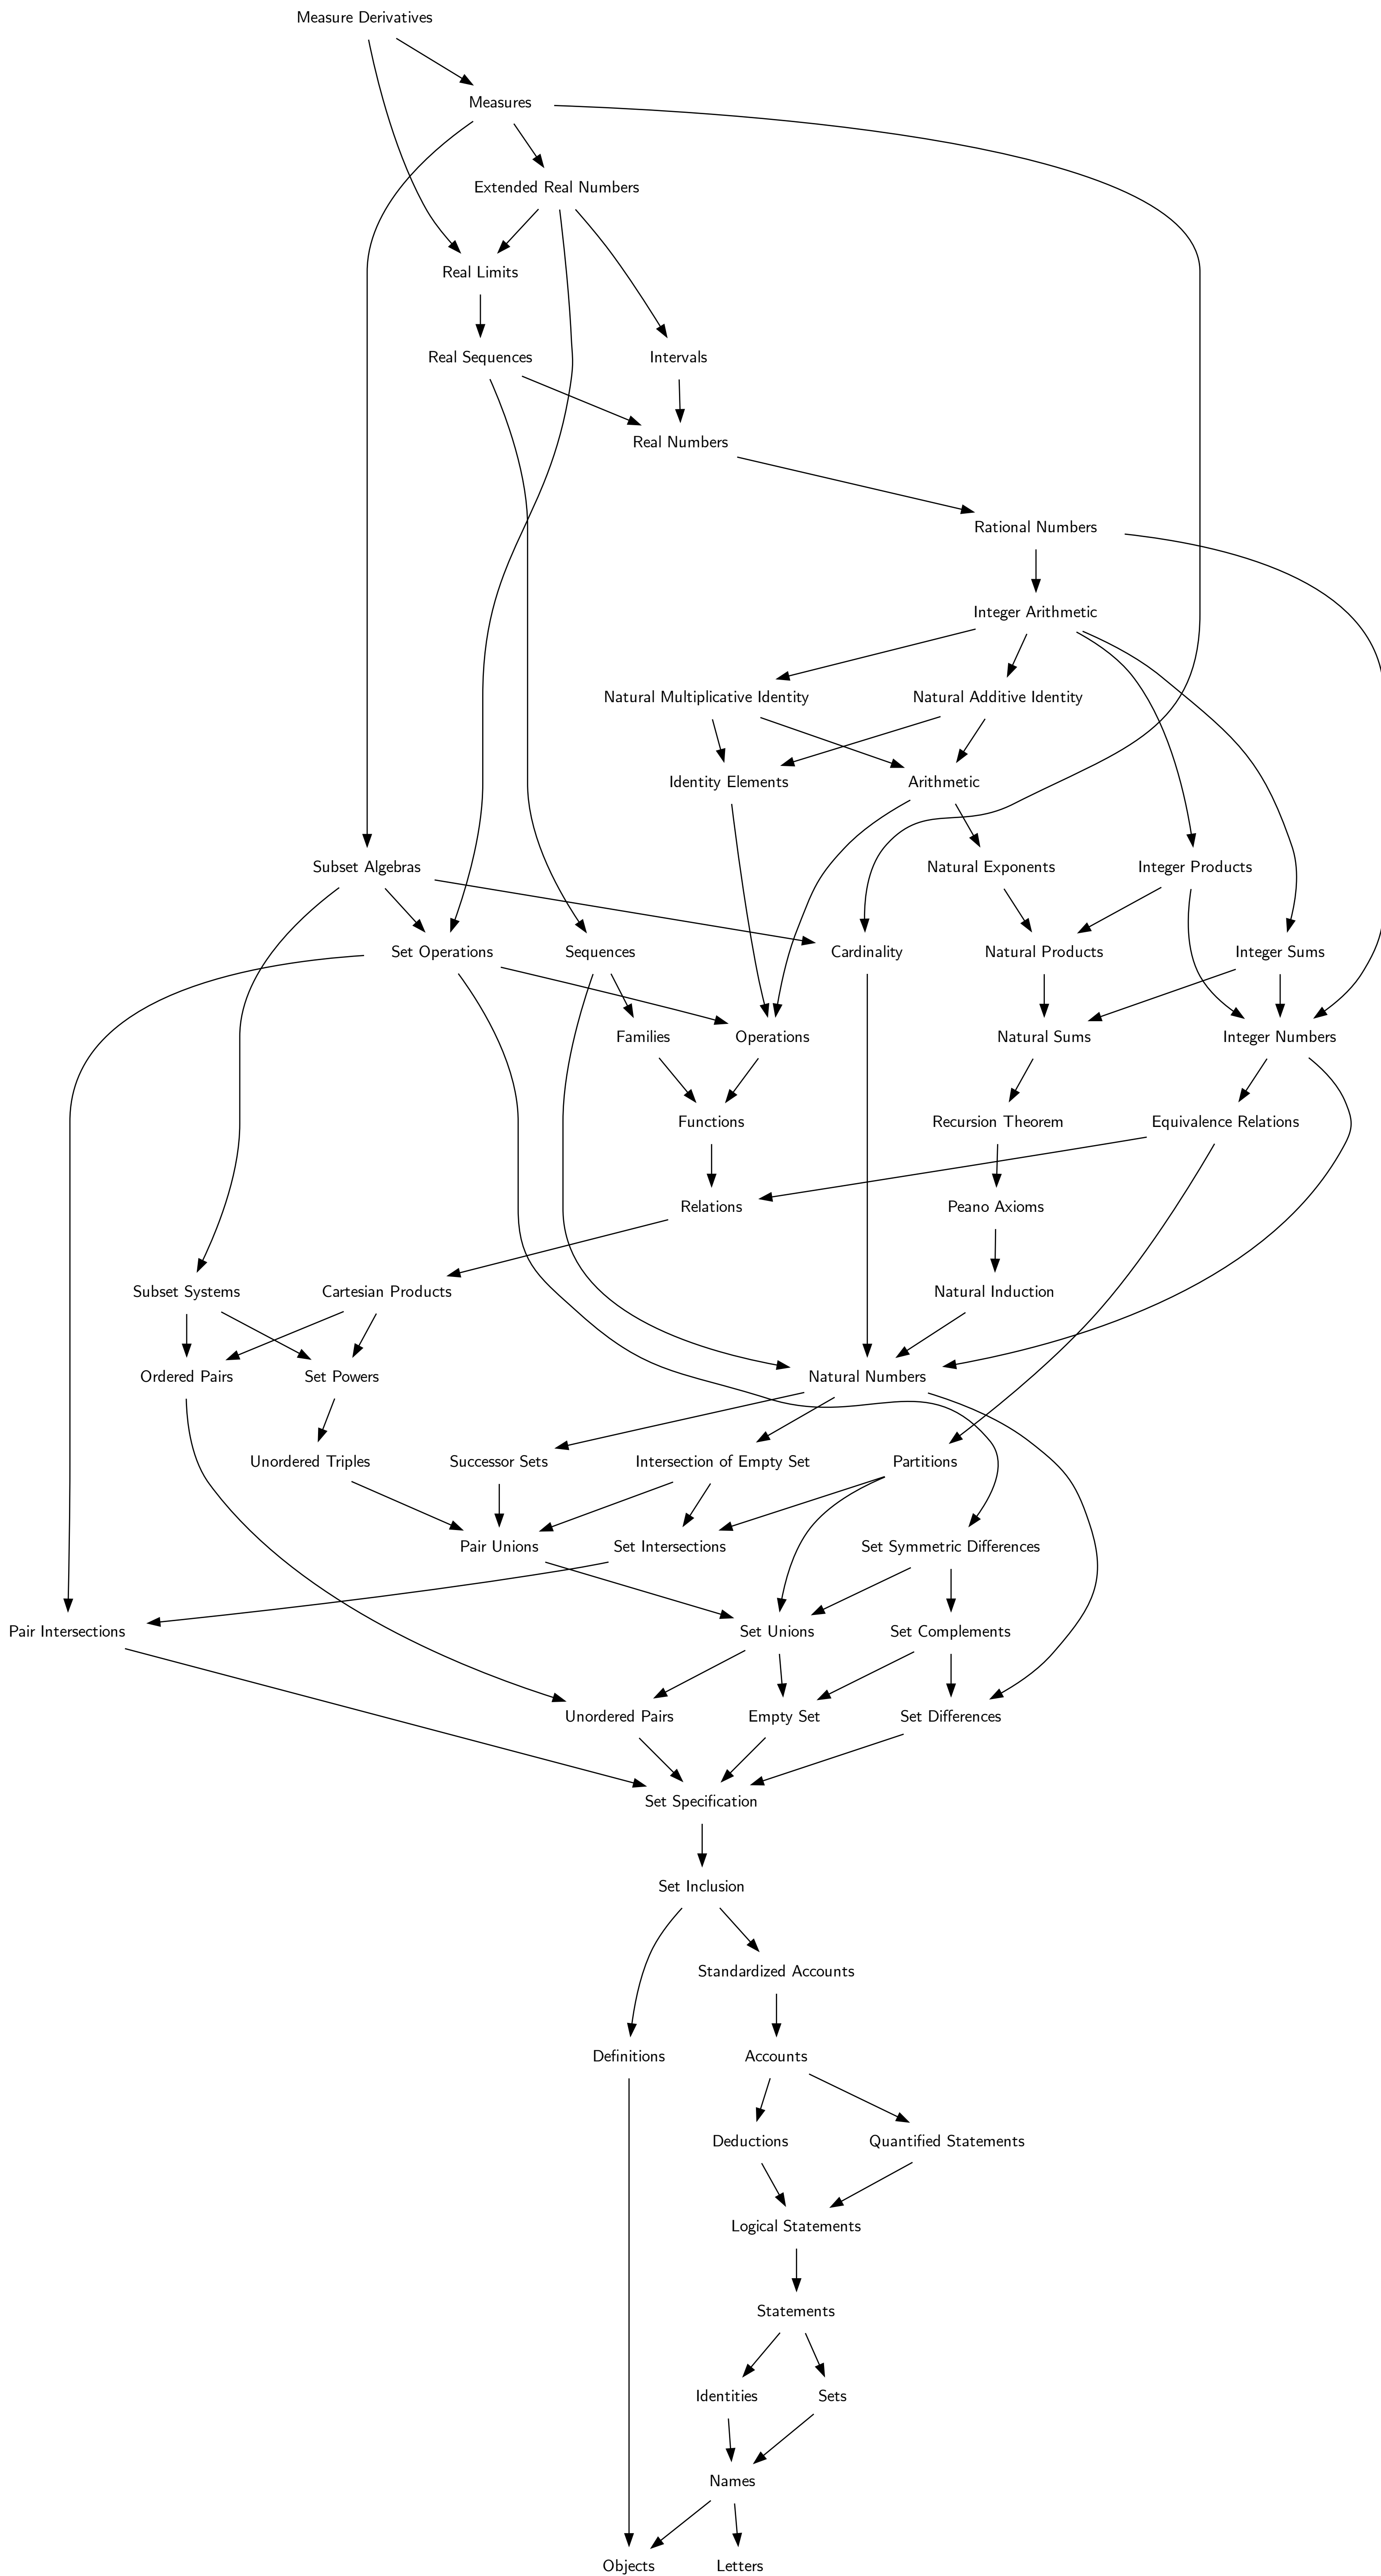 Measure Derivatives
Measures
Extended Real Numbers
Real Limits
Real Sequences
Intervals
Real Numbers
Rational Numbers
Integer Arithmetic
Natural Multiplicative Identity
Natural Additive Identity
Identity Elements
Arithmetic
Subset Algebras
Natural Exponents
Integer Products
Set Operations
Sequences
Cardinality
Natural Products
Integer Sums
Families
Operations
Natural Sums
Integer Numbers
Functions
Recursion Theorem
Equivalence Relations
Relations
Peano Axioms
Subset Systems
Cartesian Products
Natural Induction
Ordered Pairs
Set Powers
Natural Numbers
Unordered Triples
Successor Sets
Intersection of Empty Set
Partitions
Pair Unions
Set Intersections
Set Symmetric Differences
Pair Intersections
Set Unions
Set Complements
Unordered Pairs
Empty Set
Set Differences
Set Specification
Set Inclusion
Standardized Accounts
Definitions
Accounts
Deductions
Quantified Statements
Logical Statements
Statements
Identities
Sets
Names
Objects
Letters